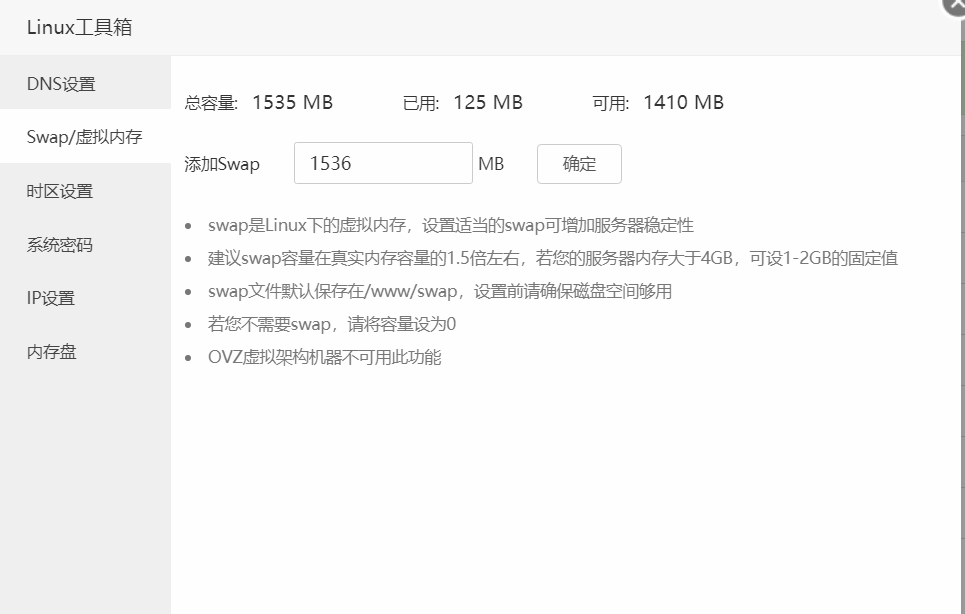 Linux工具箱
DNS设置
Swap/虚拟内存
时区设置
系统密码
IP设置
内存盘
总容量: 1535 MB 已用: 125 MB 可用: 1410 MB
添加Swap 1536 MB 确定
swap是Linux下的虚拟内存，设置适当的swap可增加服务器稳定性
建议swap容量在真实内存容量的1.5倍左右，若您的服务器内存大于4GB，可设1-2GB的固定值
swap文件默认保存在/www/swap，设置前请确保磁盘空间够用
若您不需要swap，请将容量设为0
OVZ虚拟架构机器不可用此功能